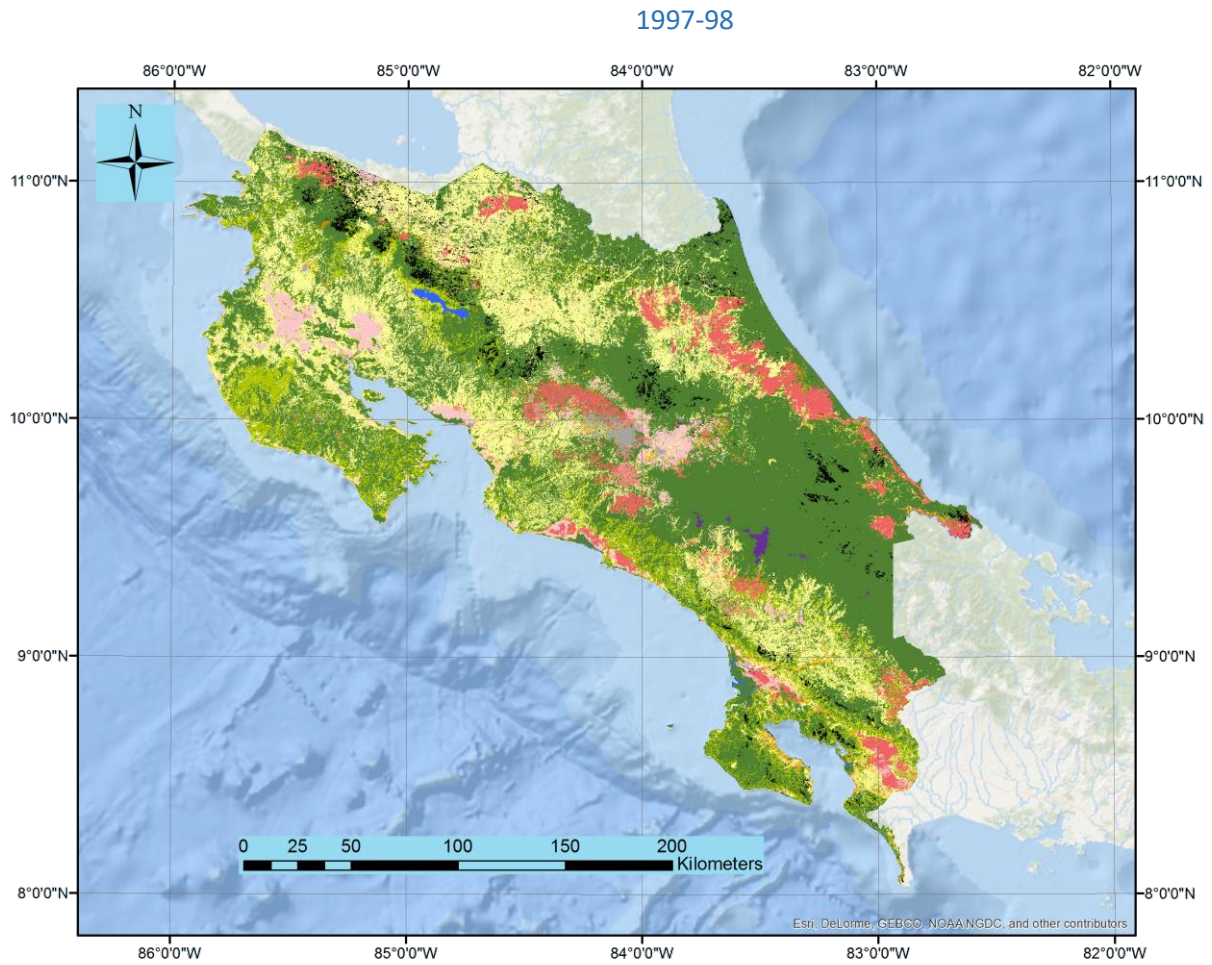 1997-98
86°0'0"W 85°0'0"W 84°0'0"W 83°0'0"W 82°0'0"W
N
11°0'0"N 11°0'0"N
10°0'0"N 10°0'0"N
9°0'0"N 9°0'0"N
0 25 50 100 150 200
Kilometers
8°0'0"N 8°0'0"N
Esri, DeLorme, GEBCO, NOAA NGDC, and other contributors
86°0'0"W 85°0'0"W 84°0'0"W 83°0'0"W 82°0'0"W